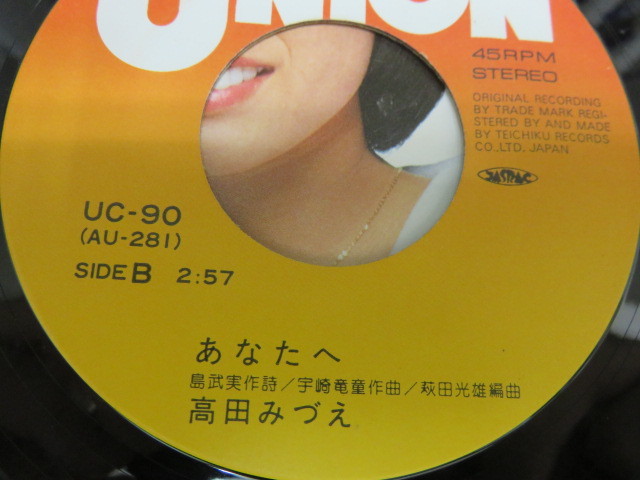 UNION
45RPM
STEREO
ORIGINAL RECORDING
BY TRADE MARK REGI-
STERED BY AND MADE
BY TEICHIKU RECORDS
CO.,LTD. JAPAN
JASRAC
UC-90
(AU-281)
SIDE B 2:57
あなたへ
島武実作詩/宇崎竜童作曲/萩田光雄編曲
高田みづえ